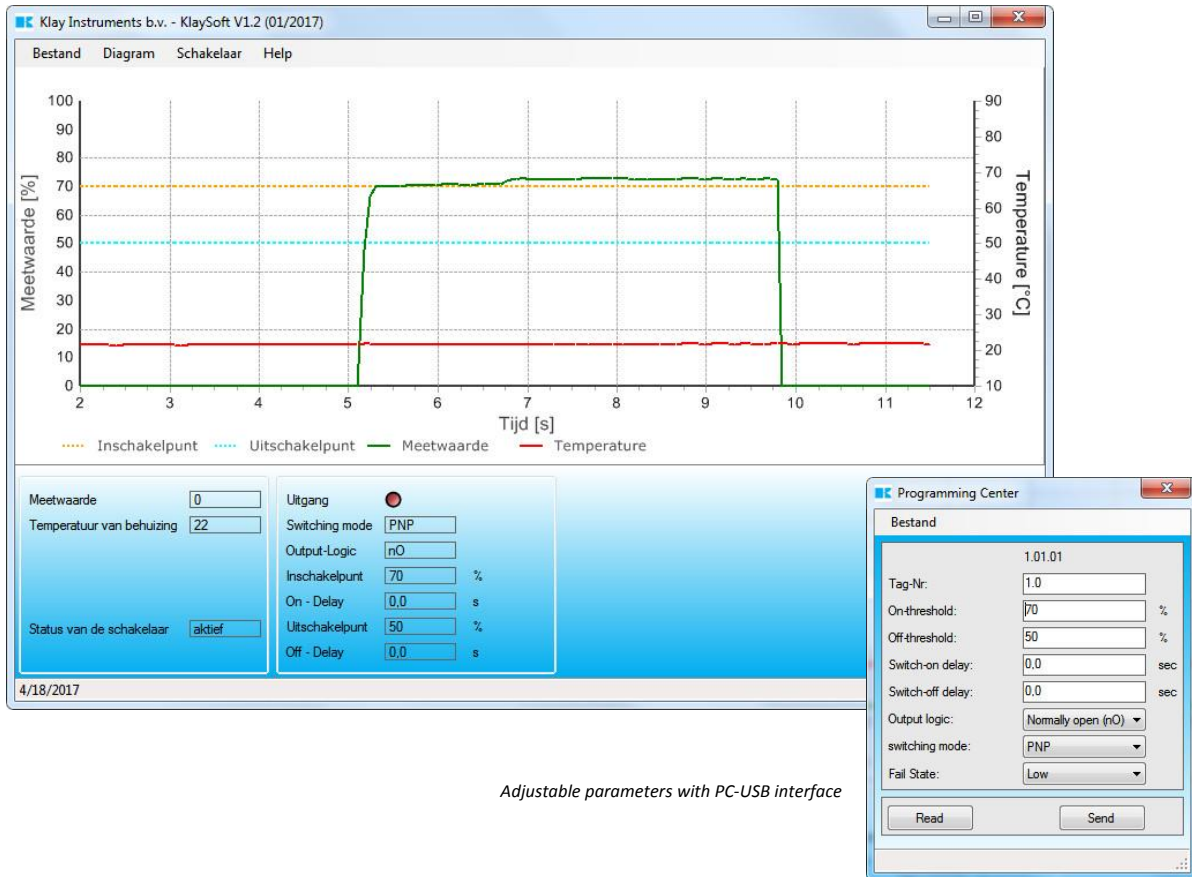 Klay Instruments b.v. - KlaySoft V1.2 (01/2017)
Bestand Diagram Schakelaar Help
Meetwaarde [%]
100
90
80
70
60
50
40
30
20
10
0
Temperature [°C]
90
80
70
60
50
40
30
20
10
2 3 4 5 6 7 8 9 10 11 12
Tijd [s]
Inschakelpunt Uitschakelpunt Meetwaarde Temperature
Meetwaarde 0
Temperatuur van behuizing 22
Status van de schakelaar aktief
Uitgang
Switching mode PNP
Output-Logic nO
Inschakelpunt 70 %
On - Delay 0,0 s
Uitschakelpunt 50 %
Off - Delay 0,0 s
4/18/2017
Programming Center
Bestand
1.01.01
Tag-Nr: 1.0
On-threshold: 70 %
Off-threshold: 50 %
Switch-on delay: 0,0 sec
Switch-off delay: 0,0 sec
Output logic: Normally open (nO)
switching mode: PNP
Fail State: Low
Read Send
Adjustable parameters with PC-USB interface